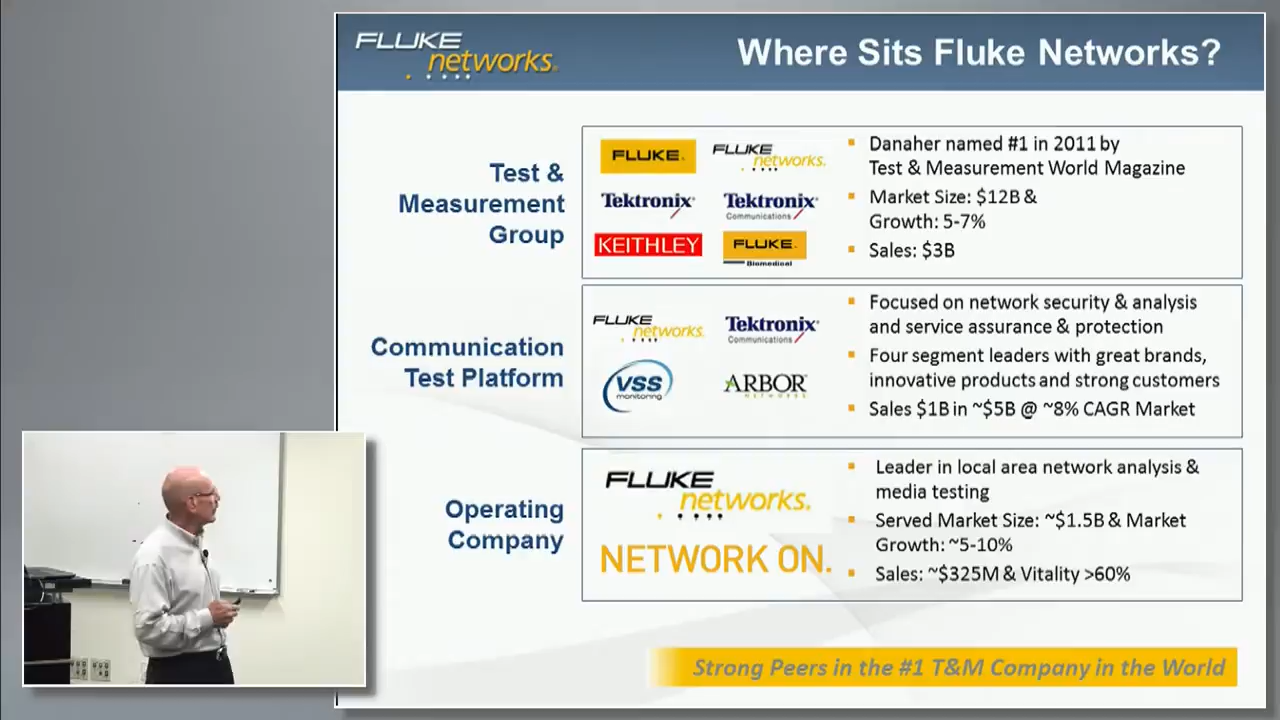 FLUKE
networks.
Where Sits Fluke Networks?
Test &
Measurement
Group
FLUKE.
FLUKE
networks.
Tektronix
Tektronix
Communications
KEITHLEY
FLUKE.
Biomedical
Danaher named #1 in 2011 by
Test & Measurement World Magazine
Market Size: $12B &
Growth: 5-7%
Sales: $3B
Communication
Test Platform
FLUKE
networks.
Tektronix
Communications
VSS
monitoring
ARBOR
NETWORKS
Focused on network security & analysis
and service assurance & protection
Four segment leaders with great brands,
innovative products and strong customers
Sales $1B in ~$5B @ ~8% CAGR Market
Operating
Company
FLUKE
networks.
NETWORK ON.
Leader in local area network analysis &
media testing
Served Market Size: ~$1.5B & Market
Growth: ~5-10%
Sales: ~$325M & Vitality >60%
Strong Peers in the #1 T&M Company in the World